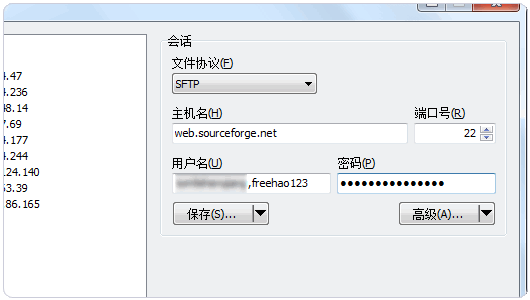 会话
文件协议(F)
SFTP
.47
.236
8.14
7.69
.177
.244
24.140
3.39
86.165
主机名(H) 端口号(R)
web.sourceforge.net 22
用户名(U) 密码(P)
,freehao123 ●●●●●●●●●●●●●●●
保存(S)... 高级(A)...